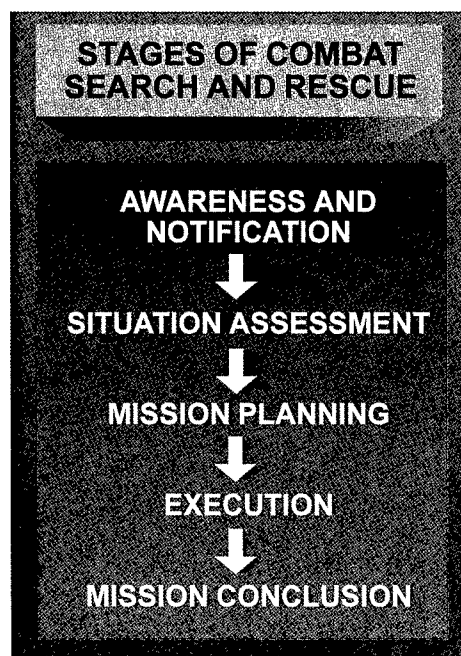 STAGES OF COMBAT
SEARCH AND RESCUE
AWARENESS AND
NOTIFICATION
SITUATION ASSESSMENT
MISSION PLANNING
EXECUTION
MISSION CONCLUSION